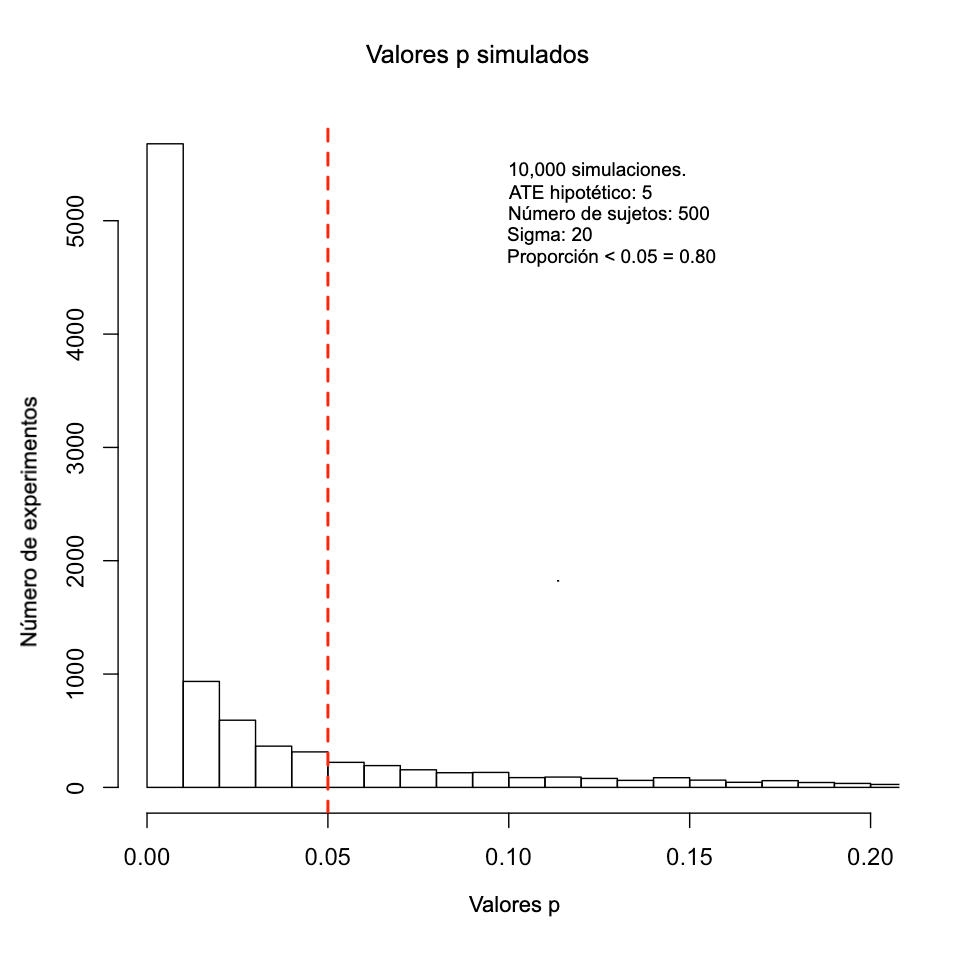 Valores p simulados
10,000 simulaciones.
ATE hipotético: 5
Número de sujetos: 500
Sigma: 20
Proporción < 0.05 = 0.80
Número de experimentos
5000
4000
3000
2000
1000
0
0.00 0.05 0.10 0.15 0.20
Valores p